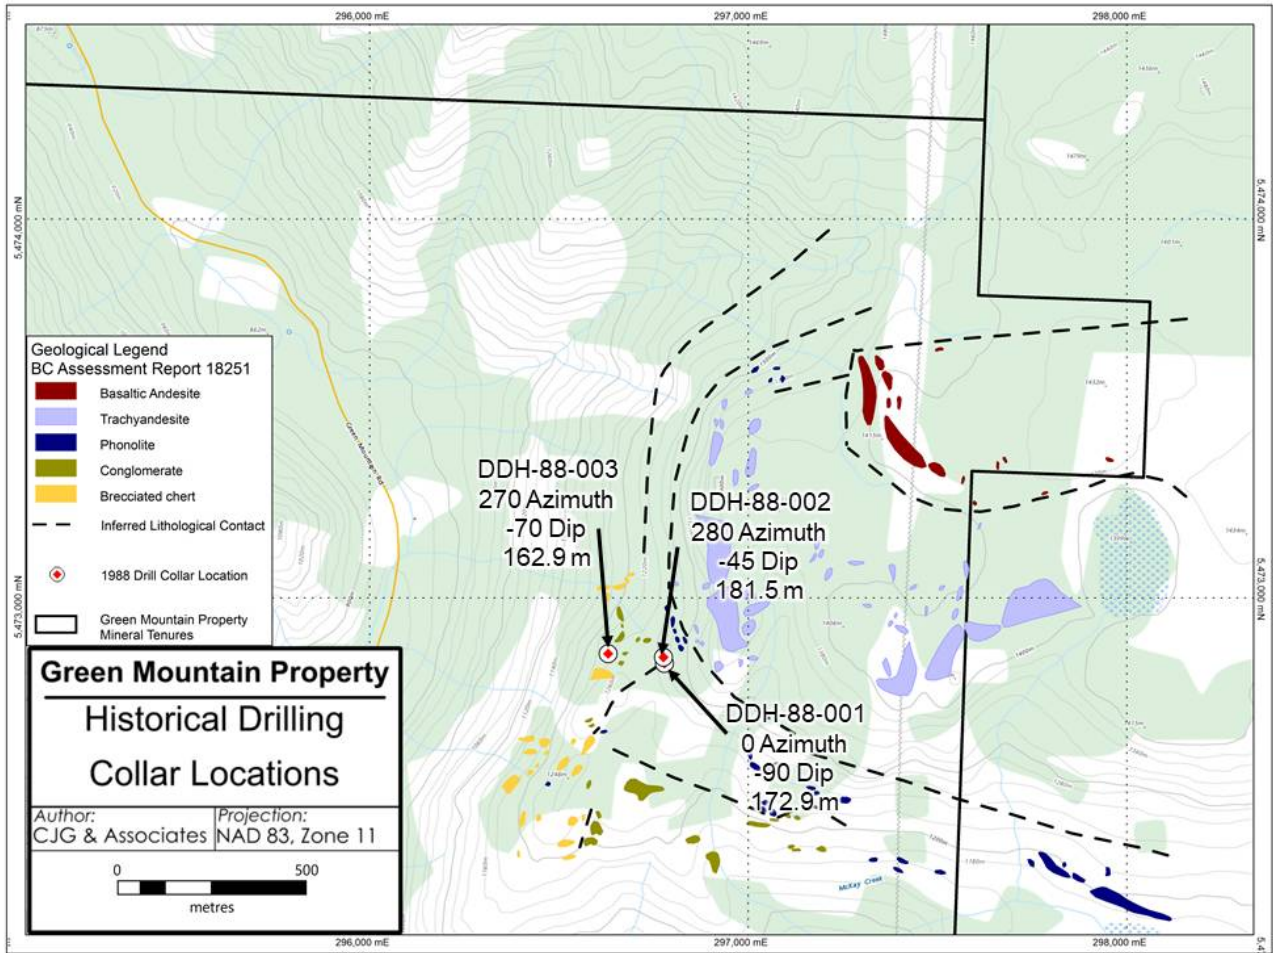 296,000 mE
297,000 mE
298,000 mE
5,474,000 mN
5,474,000 mN
Green Mountain Rd
Geological Legend
BC Assessment Report 18251
Basaltic Andesite
Trachyandesite
Phonolite
Conglomerate
Brecciated chert
Inferred Lithological Contact
1988 Drill Collar Location
Green Mountain Property
Mineral Tenures
DDH-88-003
270 Azimuth
-70 Dip
162.9 m
DDH-88-002
280 Azimuth
-45 Dip
181.5 m
5,473,000 mN
5,473,000 mN
DDH-88-001
0 Azimuth
-90 Dip
172.9 m
Green Mountain Property
Historical Drilling
Collar Locations
Author:
CJG & Associates
Projection:
NAD 83, Zone 11
0
500
metres
McKay Creek
296,000 mE
297,000 mE
298,000 mE